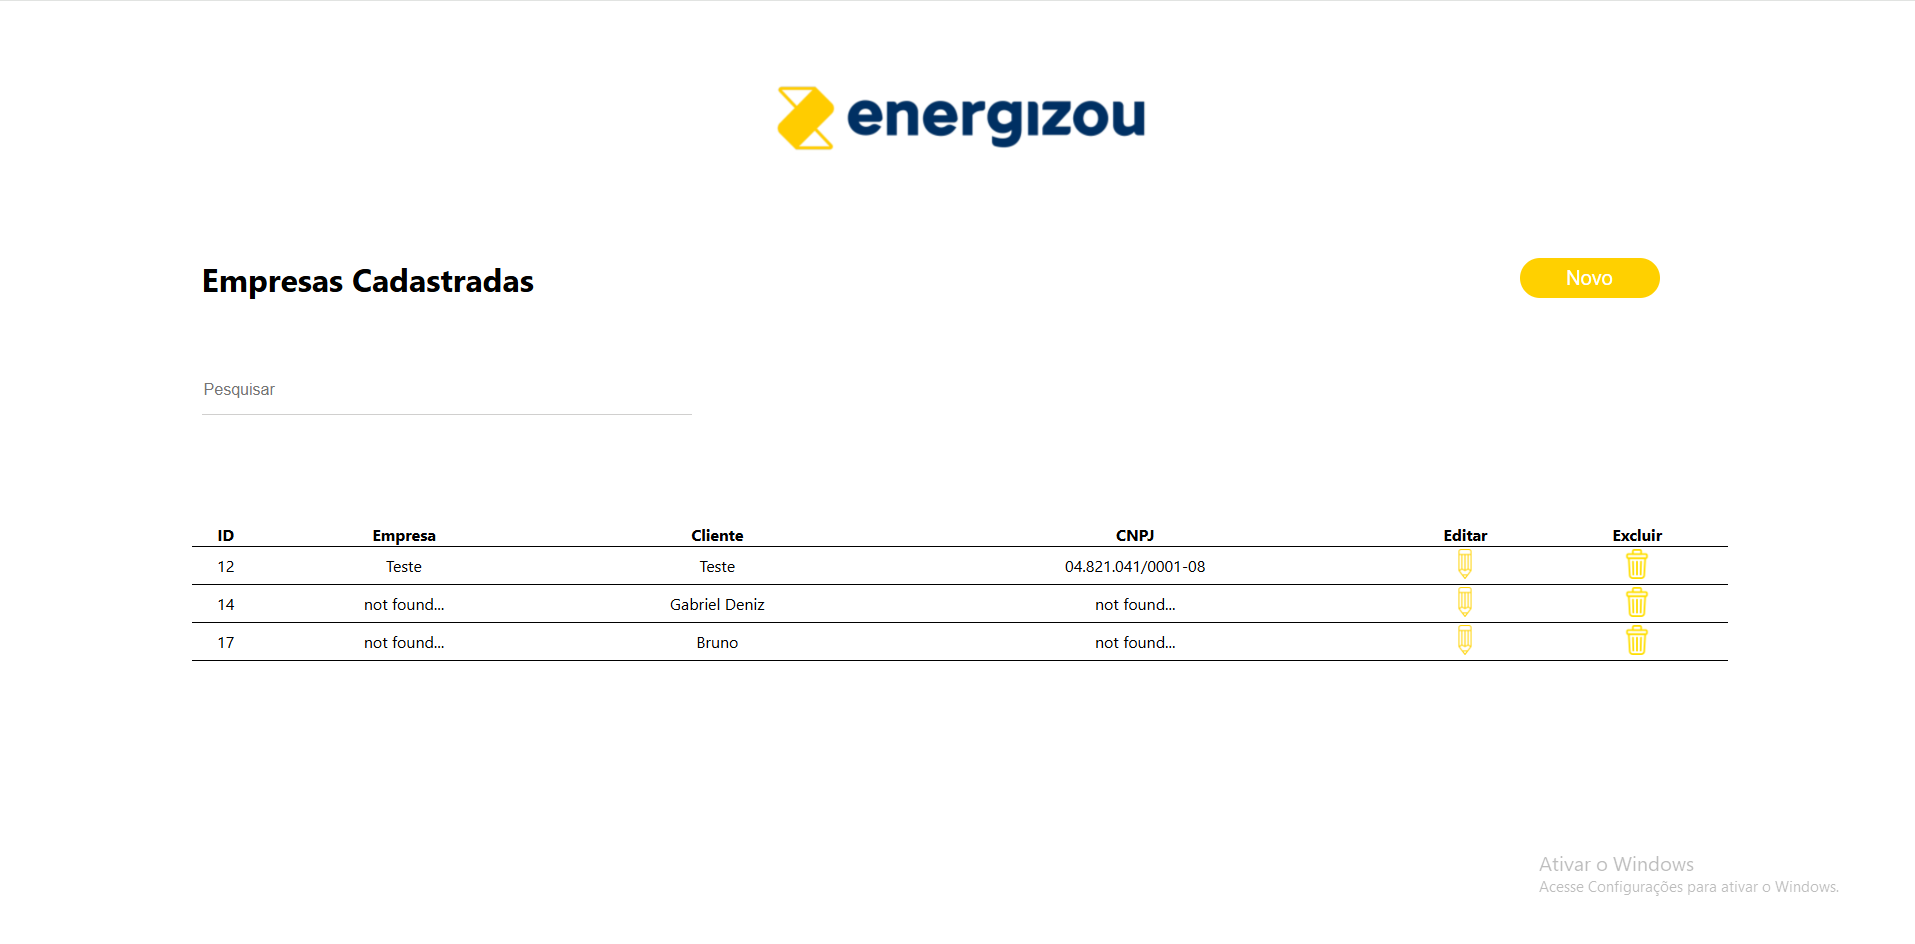 energizou
Empresas Cadastradas
Novo
Pesquisar
ID Empresa Cliente CNPJ Editar Excluir
12 Teste Teste 04.821.041/0001-08
14 not found... Gabriel Deniz not found...
17 not found... Bruno not found...
Ativar o Windows
Acesse Configurações para ativar o Windows.